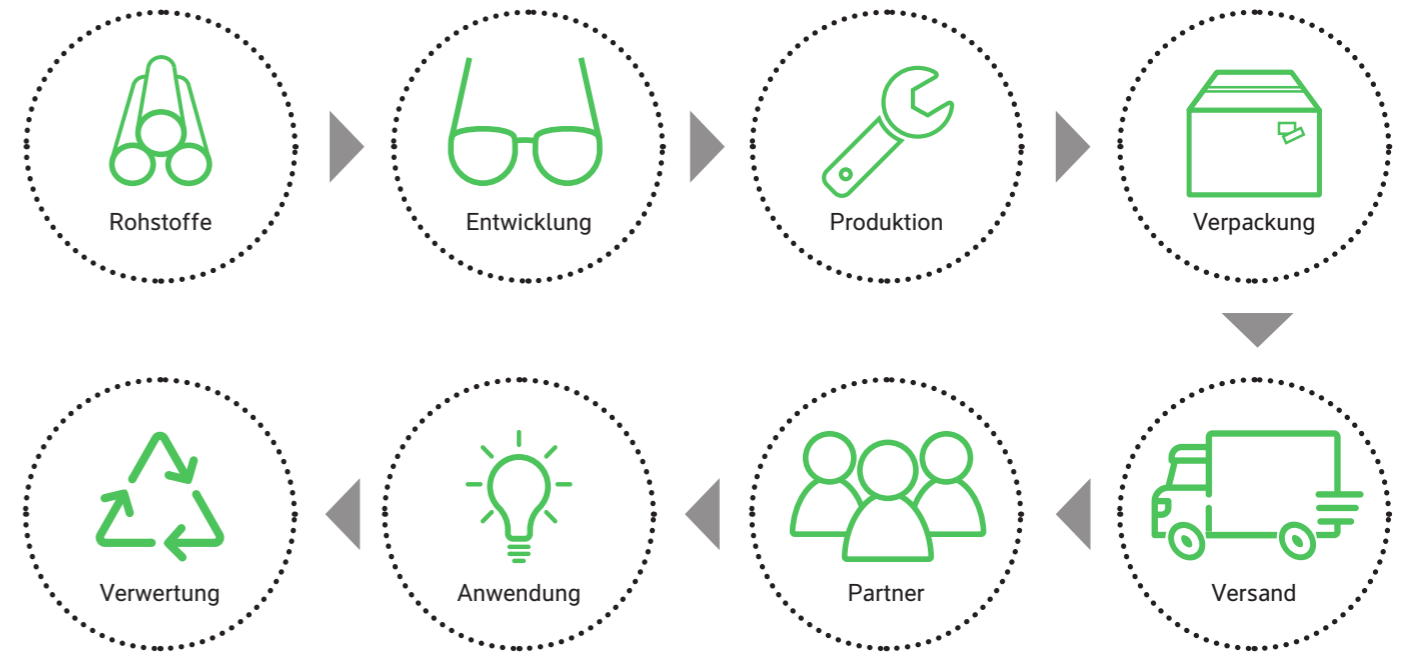 Rohstoffe
Entwicklung
Produktion
Verpackung
Verwertung
Anwendung
Partner
Versand